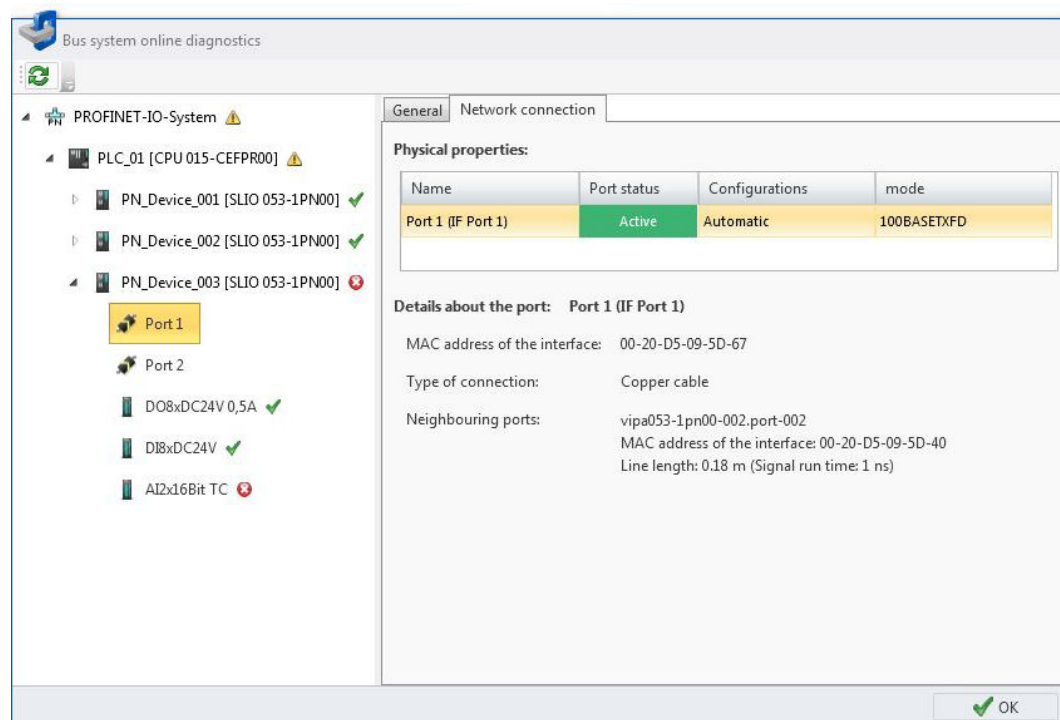 Bus system online diagnostics
PROFINET-IO-System
PLC_01 [CPU 015-CEFPR00]
PN_Device_001 [SLIO 053-1PN00]
PN_Device_002 [SLIO 053-1PN00]
PN_Device_003 [SLIO 053-1PN00]
Port 1
Port 2
DO8xDC24V 0,5A
DI8xDC24V
AI2x16Bit TC
General Network connection
Physical properties:
Name Port status Configurations mode
Port 1 (IF Port 1) Active Automatic 100BASETXFD
Details about the port: Port 1 (IF Port 1)
MAC address of the interface: 00-20-D5-09-5D-67
Type of connection: Copper cable
Neighbouring ports: vipa053-1pn00-002.port-002
MAC address of the interface: 00-20-D5-09-5D-40
Line length: 0.18 m (Signal run time: 1 ns)
OK